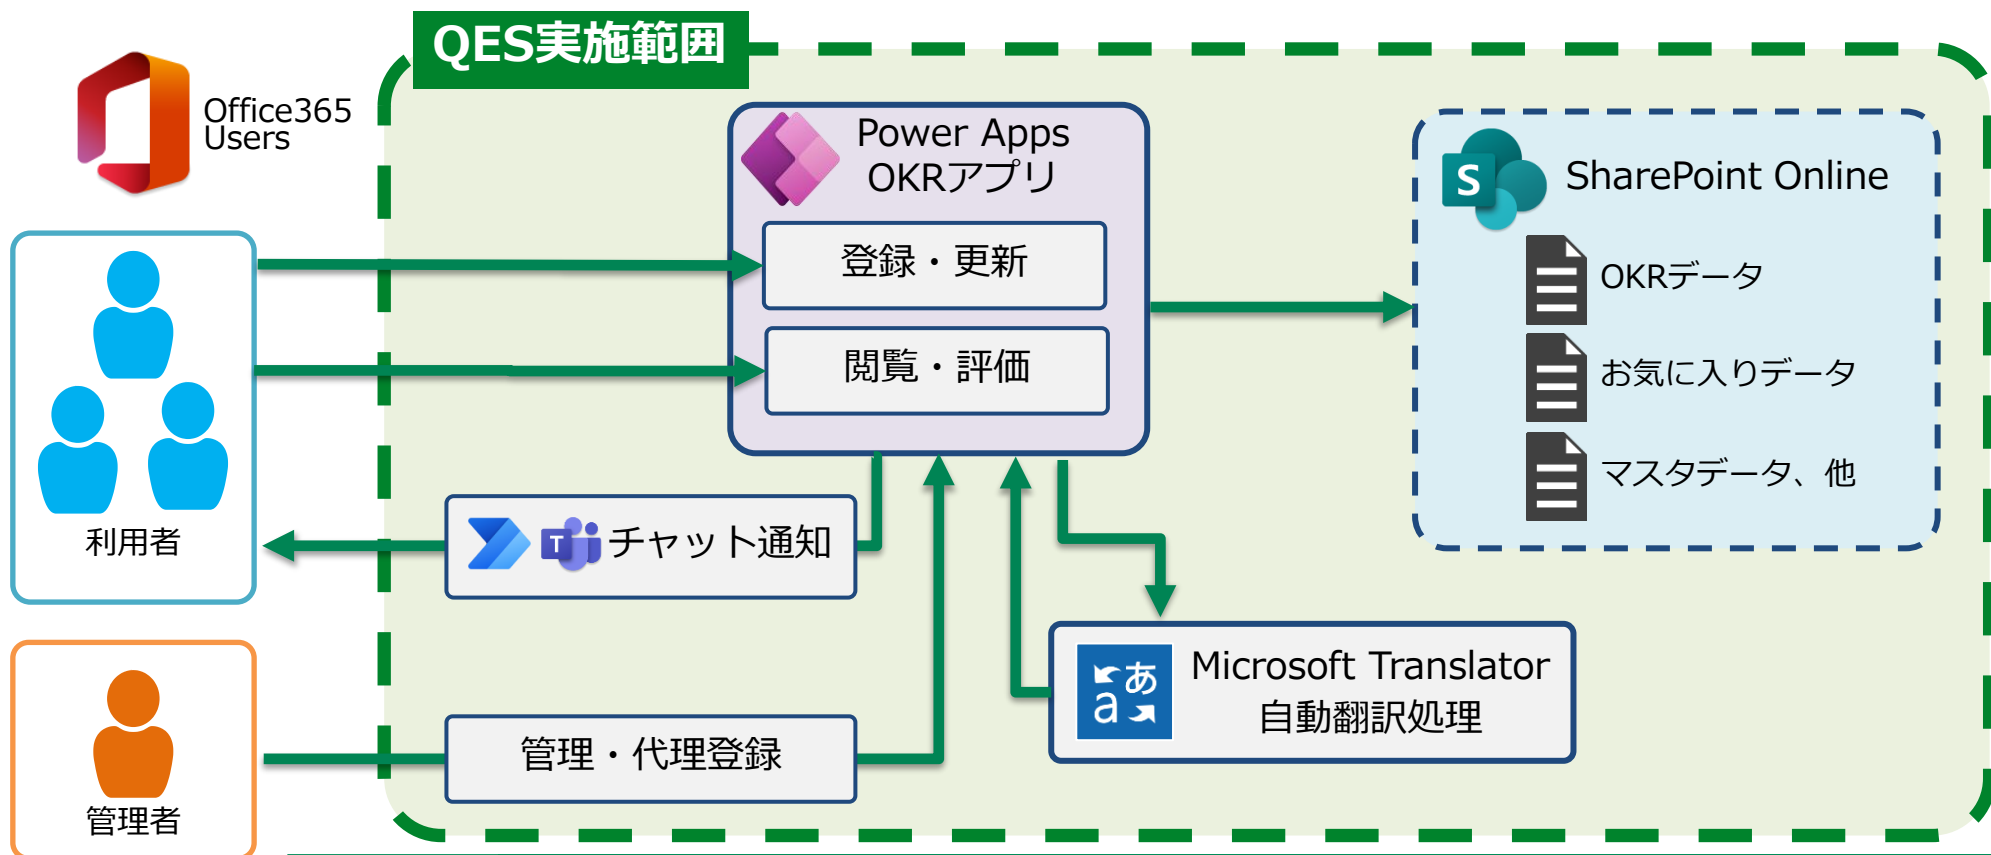 QES実施範囲
Office365
Users
Power Apps
OKRアプリ
登録・更新
閲覧・評価
S
SharePoint Online
OKRデータ
お気に入りデータ
マスタデータ、他
利用者
T
チャット通知
あ
a
Microsoft Translator
自動翻訳処理
管理・代理登録
管理者